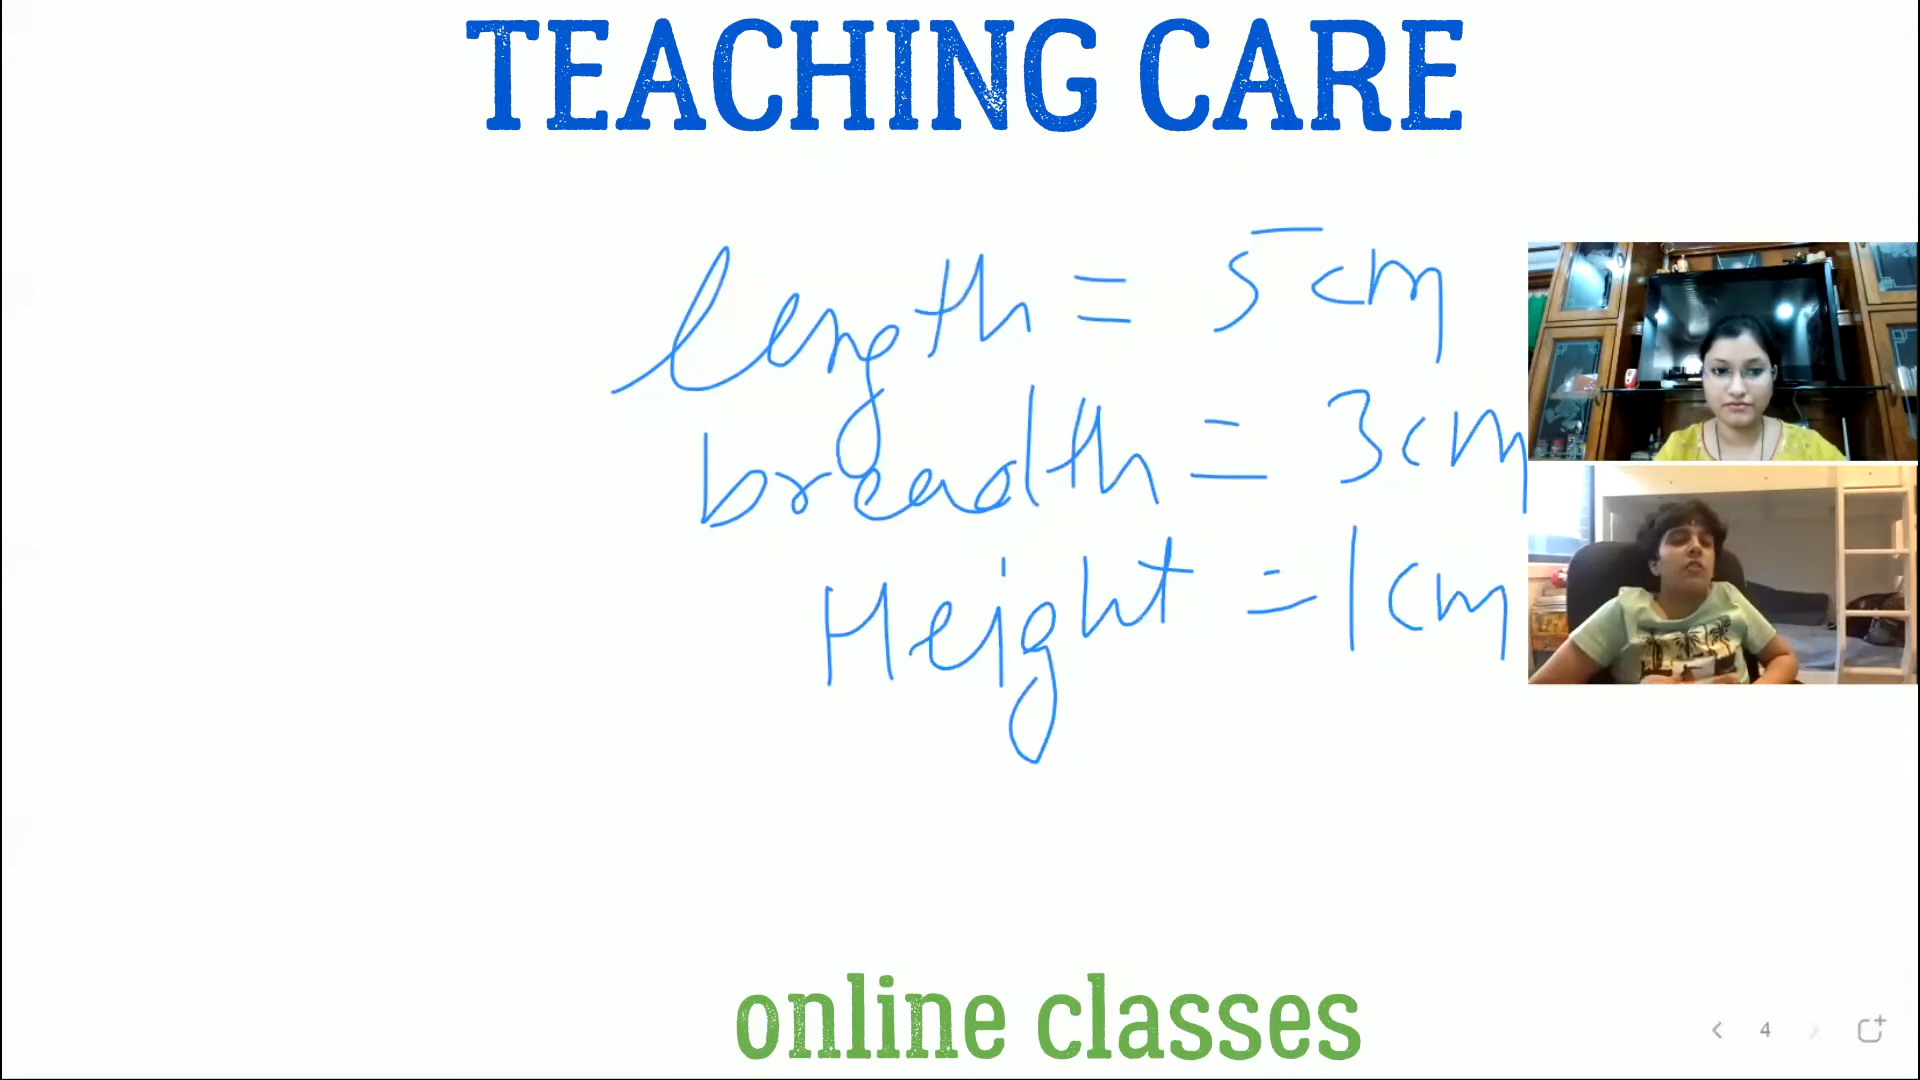 TEACHING CARE
length = 5cm
breadth = 3cm
Height = 1cm
online classes
4